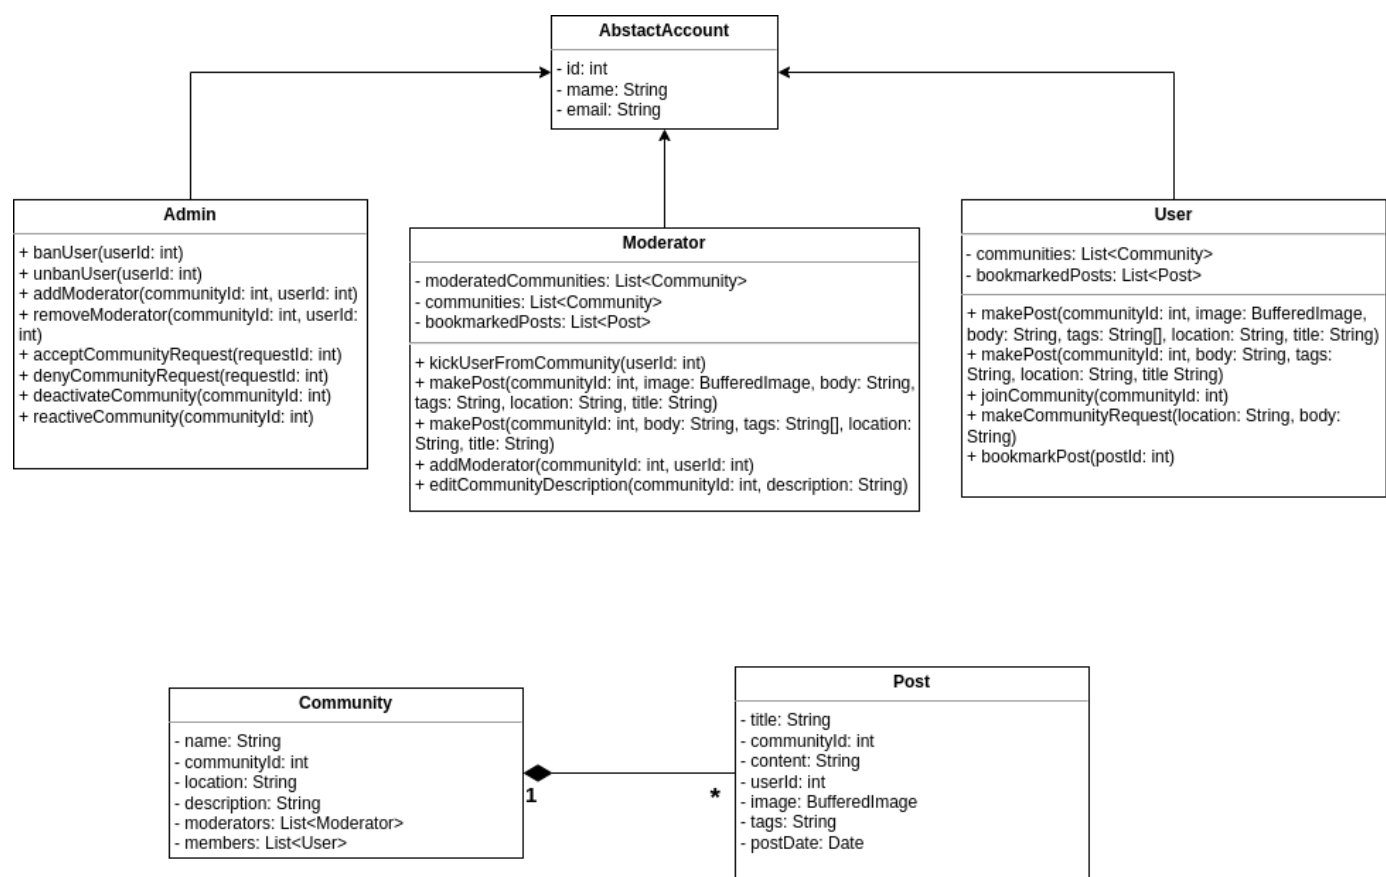 AbstactAccount
- id: int
- mame: String
- email: String
Admin
+ banUser(userId: int)
+ unbanUser(userId: int)
+ addModerator(communityId: int, userId: int)
+ removeModerator(communityId: int, userId:
int)
+ acceptCommunityRequest(requestId: int)
+ denyCommunityRequest(requestId: int)
+ deactivateCommunity(communityId: int)
+ reactiveCommunity(communityId: int)
Moderator
- moderatedCommunities: List<Community>
- communities: List<Community>
- bookmarkedPosts: List<Post>
+ kickUserFromCommunity(userId: int)
+ makePost(communityId: int, image: BufferedImage, body: String,
tags: String, location: String, title: String)
+ makePost(communityId: int, body: String, tags: String[], location:
String, title: String)
+ addModerator(communityId: int, userId: int)
+ editCommunityDescription(communityId: int, description: String)
User
- communities: List<Community>
- bookmarkedPosts: List<Post>
+ makePost(communityId: int, image: BufferedImage,
body: String, tags: String[], location: String, title: String)
+ makePost(communityId: int, body: String, tags:
String, location: String, title String)
+ joinCommunity(communityId: int)
+ makeCommunityRequest(location: String, body:
String)
+ bookmarkPost(postId: int)
Community
- name: String
- communityId: int
- location: String
- description: String
- moderators: List<Moderator>
- members: List<User>
1
*
Post
- title: String
- communityId: int
- content: String
- userId: int
- image: BufferedImage
- tags: String
- postDate: Date